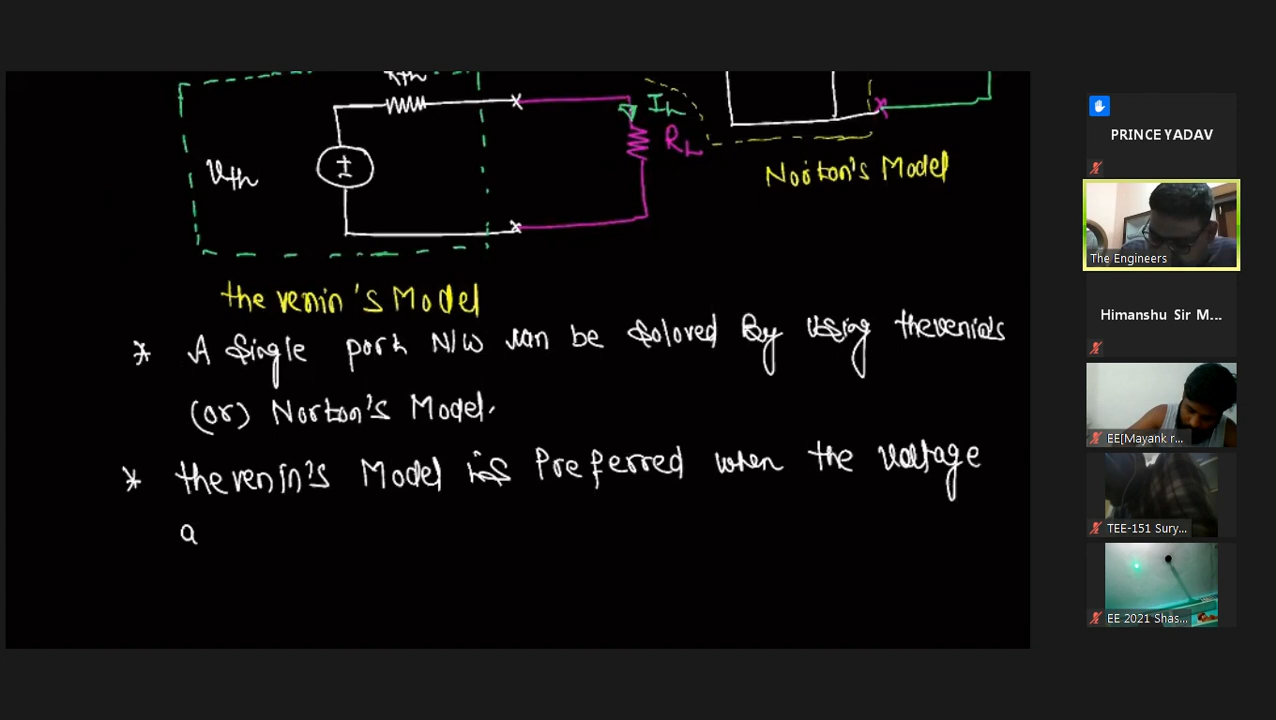 Rth
IL
RL
Vth
Norton's Model
thevenin's Model
* A Single port N/W can be Soloved By Using thevenin's
(or) Norton's Model.
* thevenin's Model is Preferred when the Voltage
a
PRINCE YADAV
The Engineers
Himanshu Sir M...
EE[Mayank r...
TEE-151 Sury...
EE 2021 Shas...